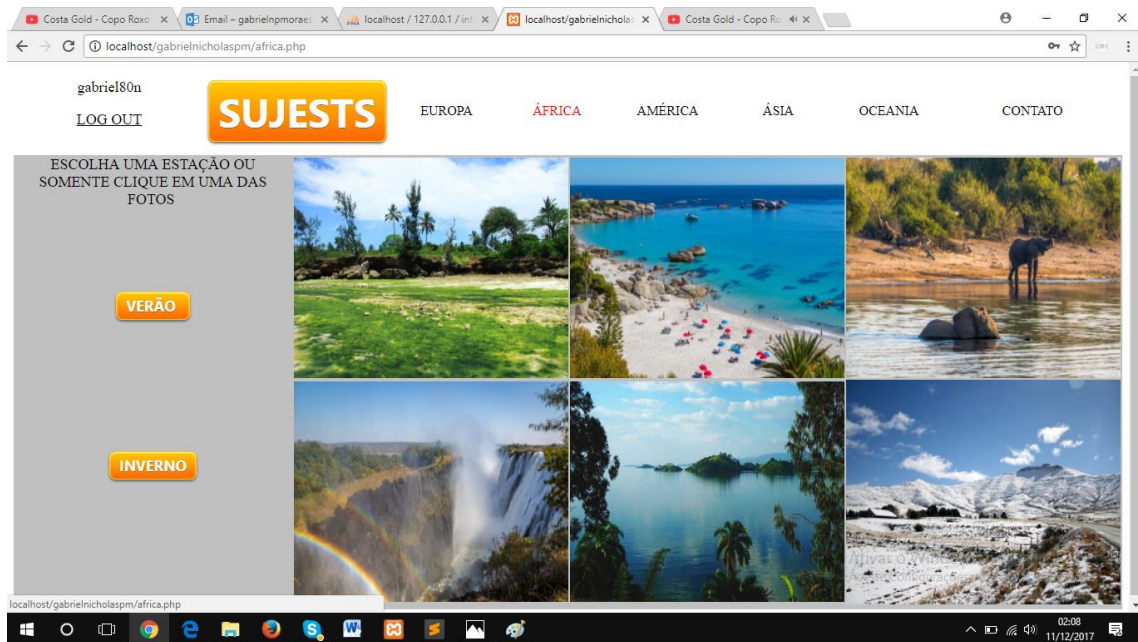 Costa Gold - Copo Roxo
Email – gabrielnpmoraes
localhost / 127.0.0.1 / inf
localhost/gabrielnicholas
Costa Gold - Copo Ro
localhost/gabrielnicholaspm/africa.php
gabriel80n
LOG OUT
SUJESTS
EUROPA
ÁFRICA
AMÉRICA
ÁSIA
OCEANIA
CONTATO
ESCOLHA UMA ESTAÇÃO OU
SOMENTE CLIQUE EM UMA DAS
FOTOS
VERÃO
INVERNO
Ativar o Windows
localhost/gabrielnicholaspm/africa.php
02:08
11/12/2017